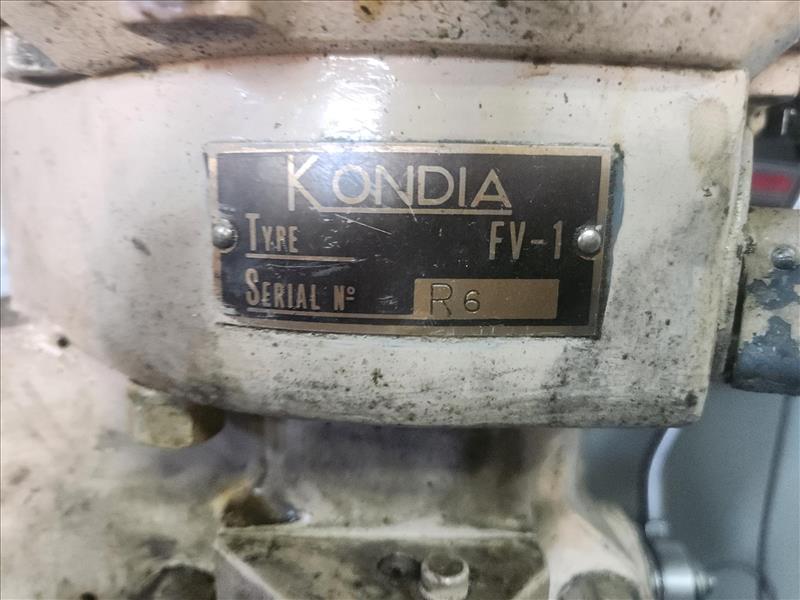 KONDIA
TYPE FV-1
SERIAL Nº R6